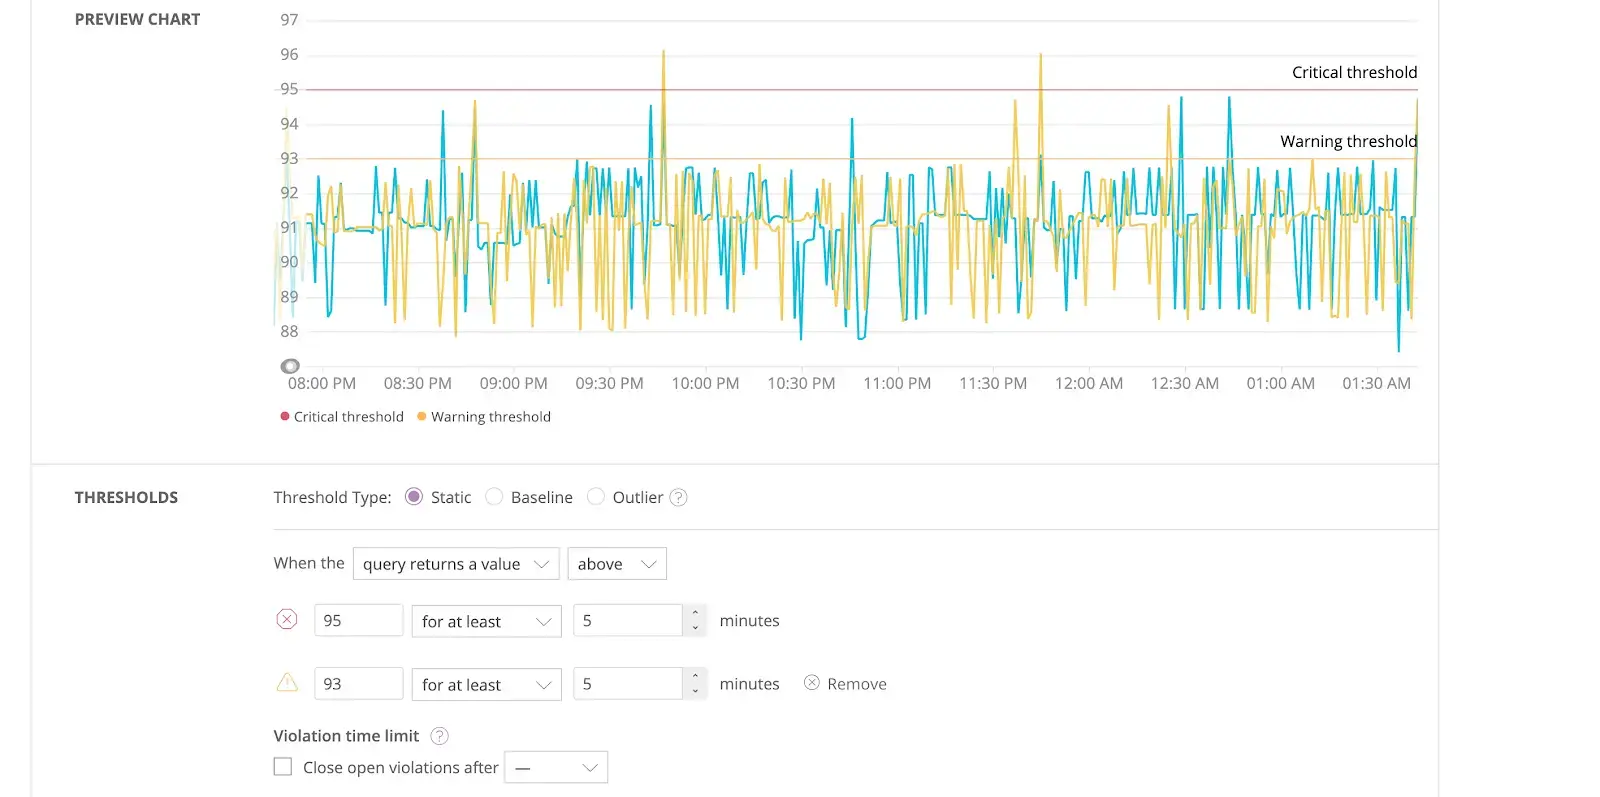 PREVIEW CHART
97
96
Critical threshold
95
94
Warning threshold
93
92
91
90
89
88
08:00 PM 08:30 PM 09:00 PM 09:30 PM 10:00 PM 10:30 PM 11:00 PM 11:30 PM 12:00 AM 12:30 AM 01:00 AM 01:30 AM
Critical threshold Warning threshold
THRESHOLDS Threshold Type: Static Baseline Outlier ?
When the query returns a value above
95 for at least 5 minutes
93 for at least 5 minutes Remove
Violation time limit ?
Close open violations after —